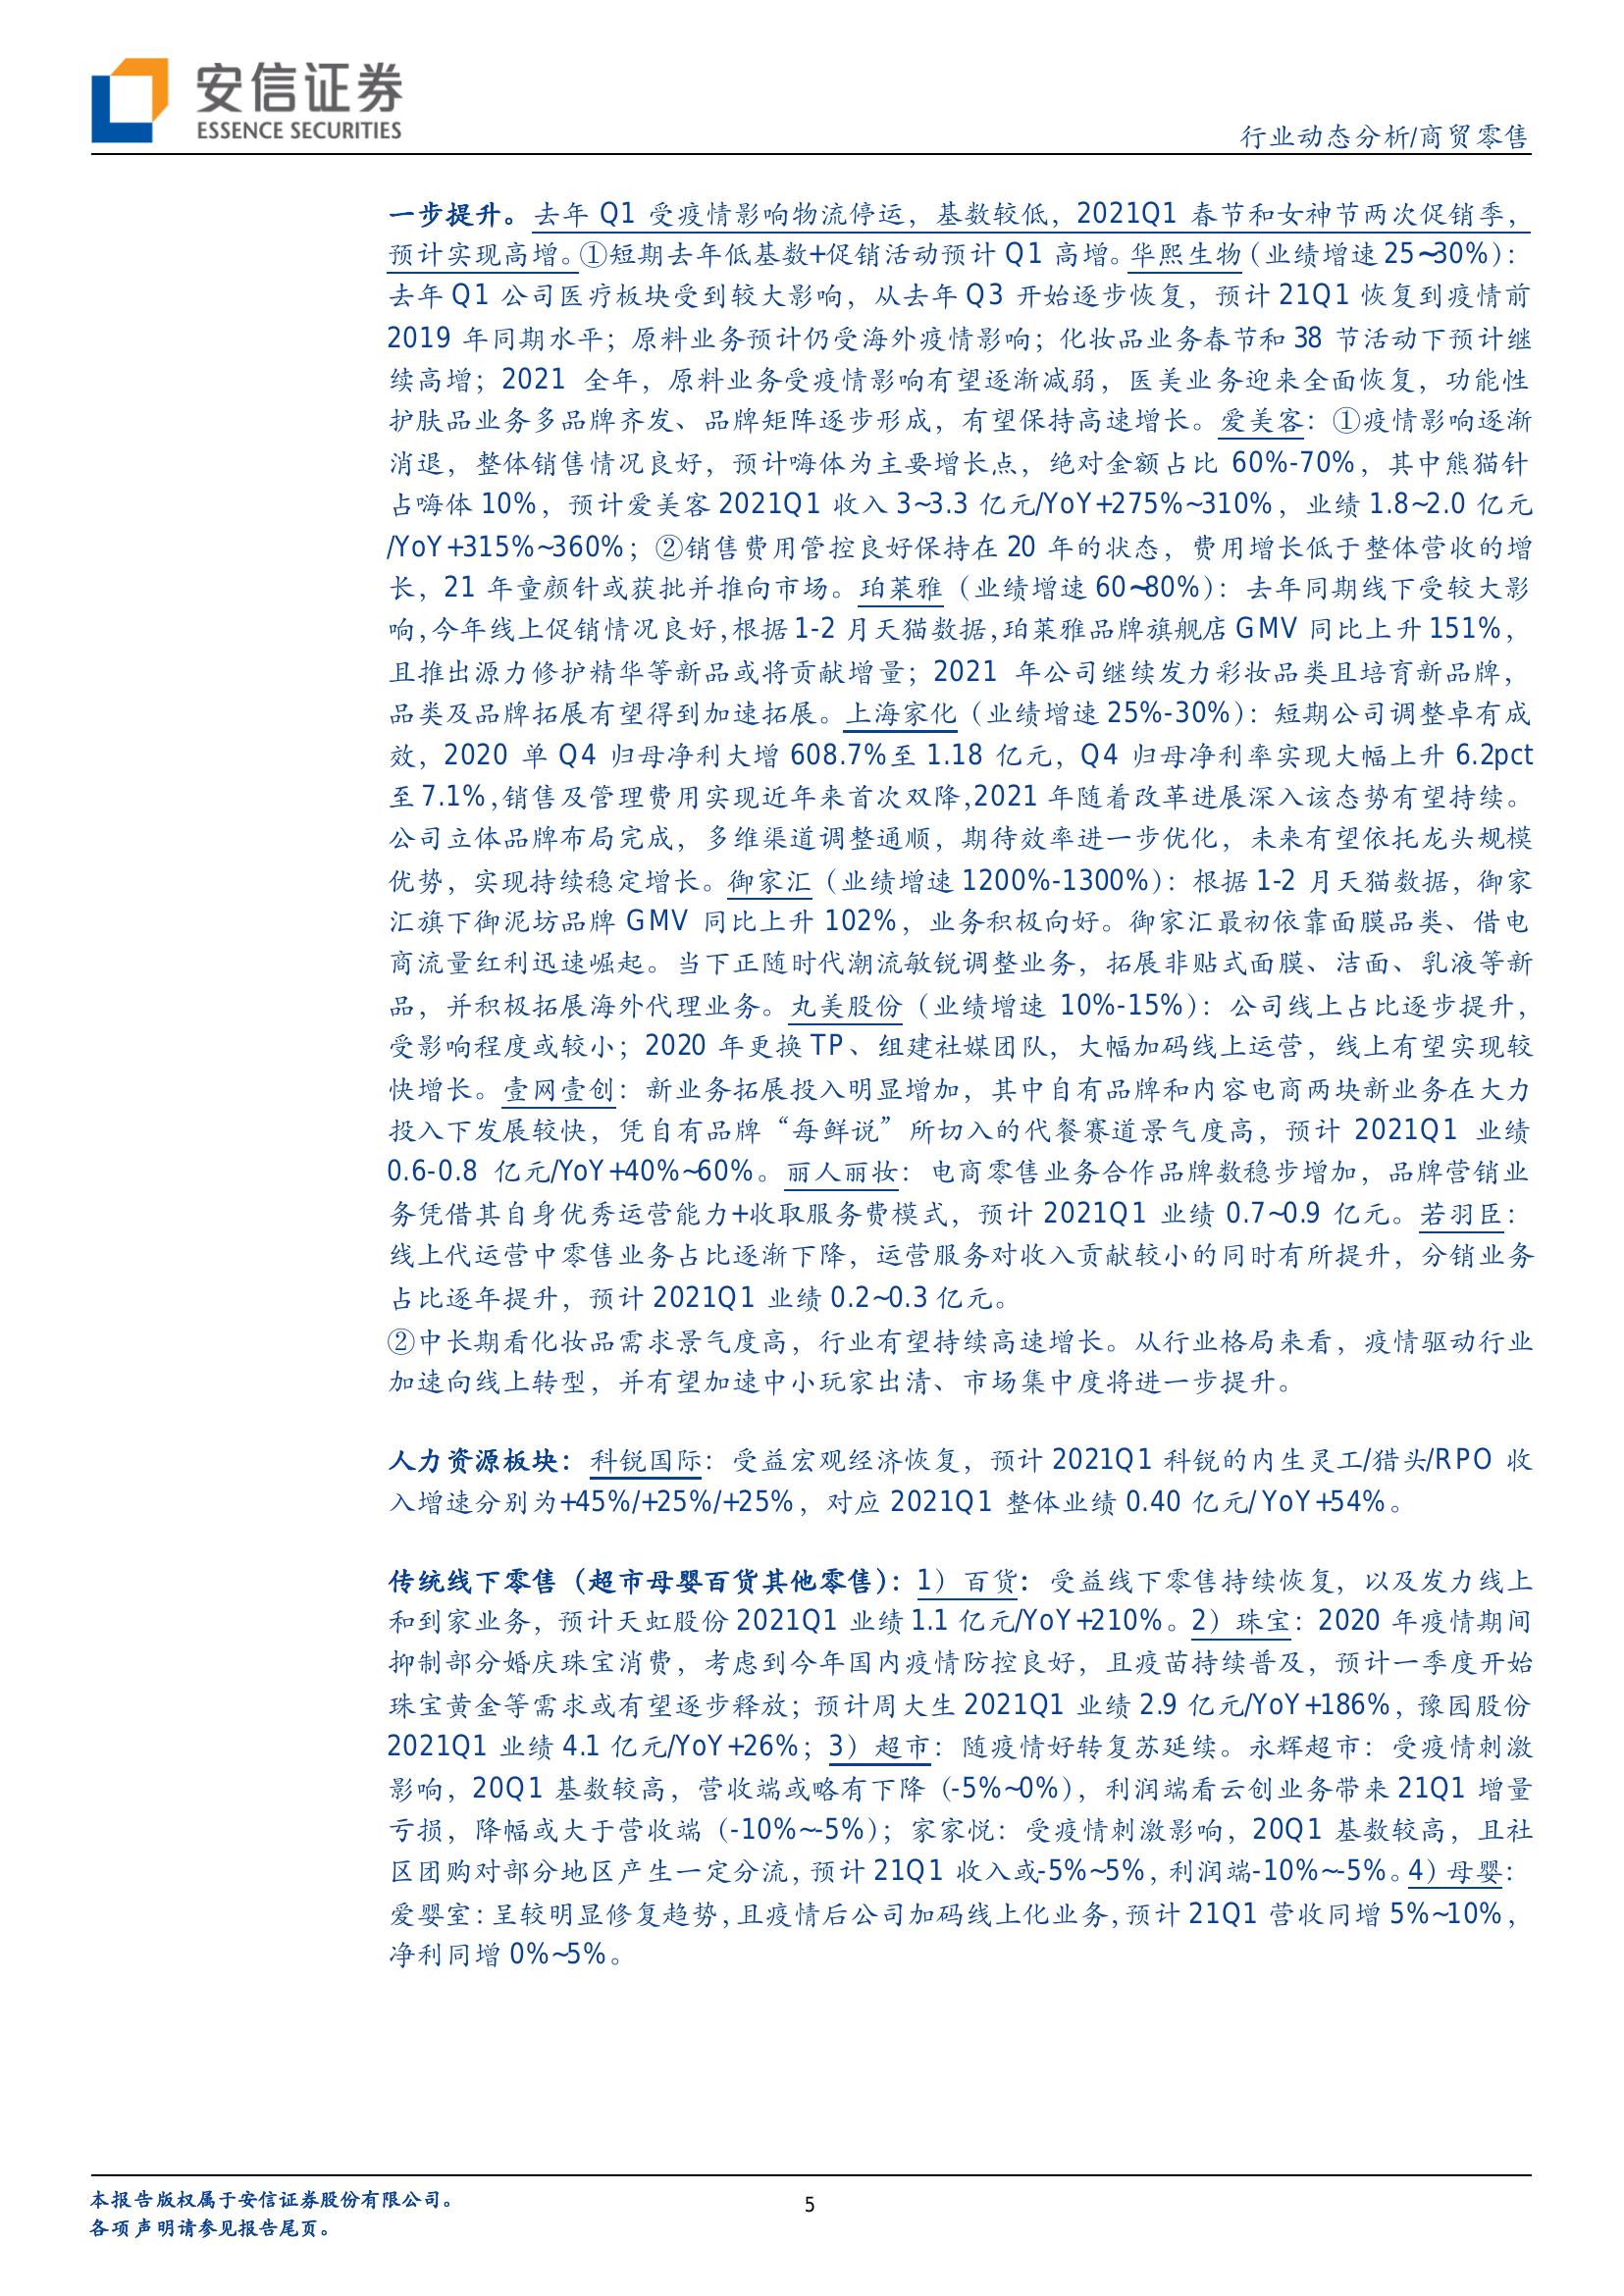 安信证券
ESSENCE SECURITIES
行业动态分析/商贸零售
一步提升。去年 Q1 受疫情影响物流停运，基数较低，2021Q1 春节和女神节两次促销季，
预计实现高增。①短期去年低基数+促销活动预计 Q1 高增。华熙生物（业绩增速 25~30%）：
去年 Q1 公司医疗板块受到较大影响，从去年 Q3 开始逐步恢复，预计 21Q1 恢复到疫情前
2019 年同期水平；原料业务预计仍受海外疫情影响；化妆品业务春节和 38 节活动下预计继
续高增；2021 全年，原料业务受疫情影响有望逐渐减弱，医美业务迎来全面恢复，功能性
护肤品业务多品牌齐发、品牌矩阵逐步形成，有望保持高速增长。爱美客：①疫情影响逐渐
消退，整体销售情况良好，预计嗨体为主要增长点，绝对金额占比 60%-70%，其中熊猫针
占嗨体 10%，预计爱美客 2021Q1 收入 3~3.3 亿元/YoY+275%~310%，业绩 1.8~2.0 亿元
/YoY+315%~360%；②销售费用管控良好保持在 20 年的状态，费用增长低于整体营收的增
长，21 年童颜针或获批并推向市场。珀莱雅（业绩增速 60~80%）：去年同期线下受较大影
响,今年线上促销情况良好,根据 1-2 月天猫数据,珀莱雅品牌旗舰店 GMV 同比上升 151%，
且推出源力修护精华等新品或将贡献增量；2021 年公司继续发力彩妆品类且培育新品牌，
品类及品牌拓展有望得到加速拓展。上海家化（业绩增速 25%-30%）：短期公司调整卓有成
效，2020 单 Q4 归母净利大增 608.7%至 1.18 亿元，Q4 归母净利率实现大幅上升 6.2pct
至 7.1%,销售及管理费用实现近年来首次双降,2021 年随着改革进展深入该态势有望持续。
公司立体品牌布局完成，多维渠道调整通顺，期待效率进一步优化，未来有望依托龙头规模
优势，实现持续稳定增长。御家汇（业绩增速 1200%-1300%）：根据 1-2 月天猫数据，御家
汇旗下御泥坊品牌 GMV 同比上升 102%，业务积极向好。御家汇最初依靠面膜品类、借电
商流量红利迅速崛起。当下正随时代潮流敏锐调整业务，拓展非贴式面膜、洁面、乳液等新
品，并积极拓展海外代理业务。丸美股份（业绩增速 10%-15%）：公司线上占比逐步提升，
受影响程度或较小；2020 年更换 TP、组建社媒团队，大幅加码线上运营，线上有望实现较
快增长。壹网壹创：新业务拓展投入明显增加，其中自有品牌和内容电商两块新业务在大力
投入下发展较快，凭自有品牌“每鲜说”所切入的代餐赛道景气度高，预计 2021Q1 业绩
0.6-0.8 亿元/YoY+40%~60%。丽人丽妆：电商零售业务合作品牌数稳步增加，品牌营销业
务凭借其自身优秀运营能力+收取服务费模式，预计 2021Q1 业绩 0.7~0.9 亿元。若羽臣：
线上代运营中零售业务占比逐渐下降，运营服务对收入贡献较小的同时有所提升，分销业务
占比逐年提升，预计 2021Q1 业绩 0.2~0.3 亿元。
②中长期看化妆品需求景气度高，行业有望持续高速增长。从行业格局来看，疫情驱动行业
加速向线上转型，并有望加速中小玩家出清、市场集中度将进一步提升。
人力资源板块：科锐国际：受益宏观经济恢复，预计 2021Q1 科锐的内生灵工/猎头/RPO 收
入增速分别为+45%/+25%/+25%，对应 2021Q1 整体业绩 0.40 亿元/ YoY+54%。
传统线下零售（超市母婴百货其他零售）：1）百货：受益线下零售持续恢复，以及发力线上
和到家业务，预计天虹股份 2021Q1 业绩 1.1 亿元/YoY+210%。2）珠宝：2020 年疫情期间
抑制部分婚庆珠宝消费，考虑到今年国内疫情防控良好，且疫苗持续普及，预计一季度开始
珠宝黄金等需求或有望逐步释放；预计周大生 2021Q1 业绩 2.9 亿元/YoY+186%，豫园股份
2021Q1 业绩 4.1 亿元/YoY+26%；3）超市：随疫情好转复苏延续。永辉超市：受疫情刺激
影响，20Q1 基数较高，营收端或略有下降（-5%~0%），利润端看云创业务带来 21Q1 增量
亏损，降幅或大于营收端（-10%~-5%）；家家悦：受疫情刺激影响，20Q1 基数较高，且社
区团购对部分地区产生一定分流,预计 21Q1 收入或-5%~5%,利润端-10%~-5%。4）母婴：
爱婴室:呈较明显修复趋势,且疫情后公司加码线上化业务,预计 21Q1 营收同增 5%~10%，
净利同增 0%~5%。
本报告版权属于安信证券股份有限公司。
5
各项声明请参见报告尾页。